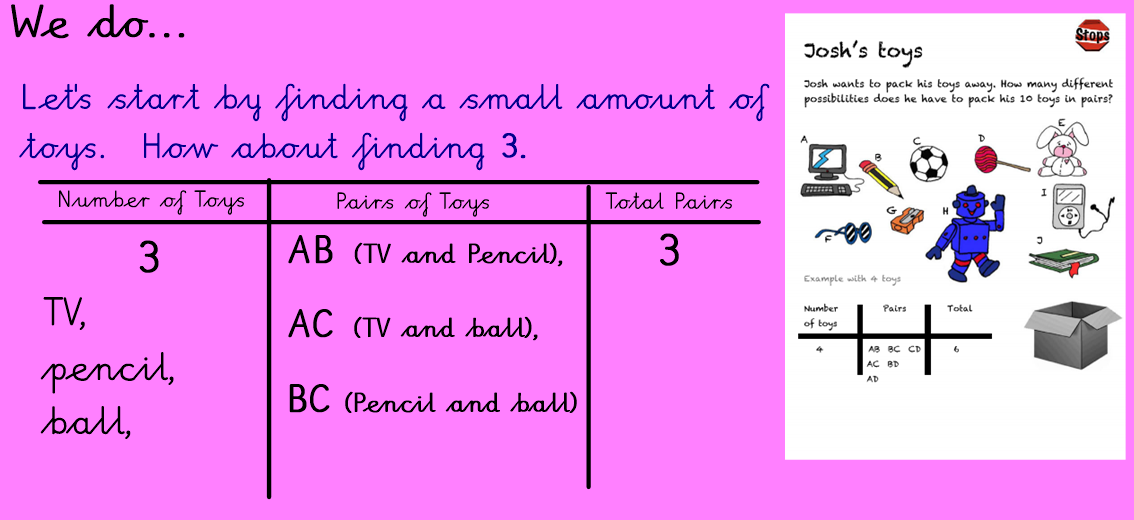 We do...
Let's start by finding a small amount of
toys. How about finding 3.
Number of Toys Pairs of Toys Total Pairs
3 AB (TV and Pencil), 3
TV, AC (TV and ball),
pencil, BC (Pencil and ball)
ball,
Stops
Josh's toys
Josh wants to pack his toys away. How many different
possibilities does he have to pack his 10 toys in pairs?
A B C D E
F G H I J
Example with 4 toys
Number Pairs Total
of toys
4 AB BC CD 6
AC BD
AD